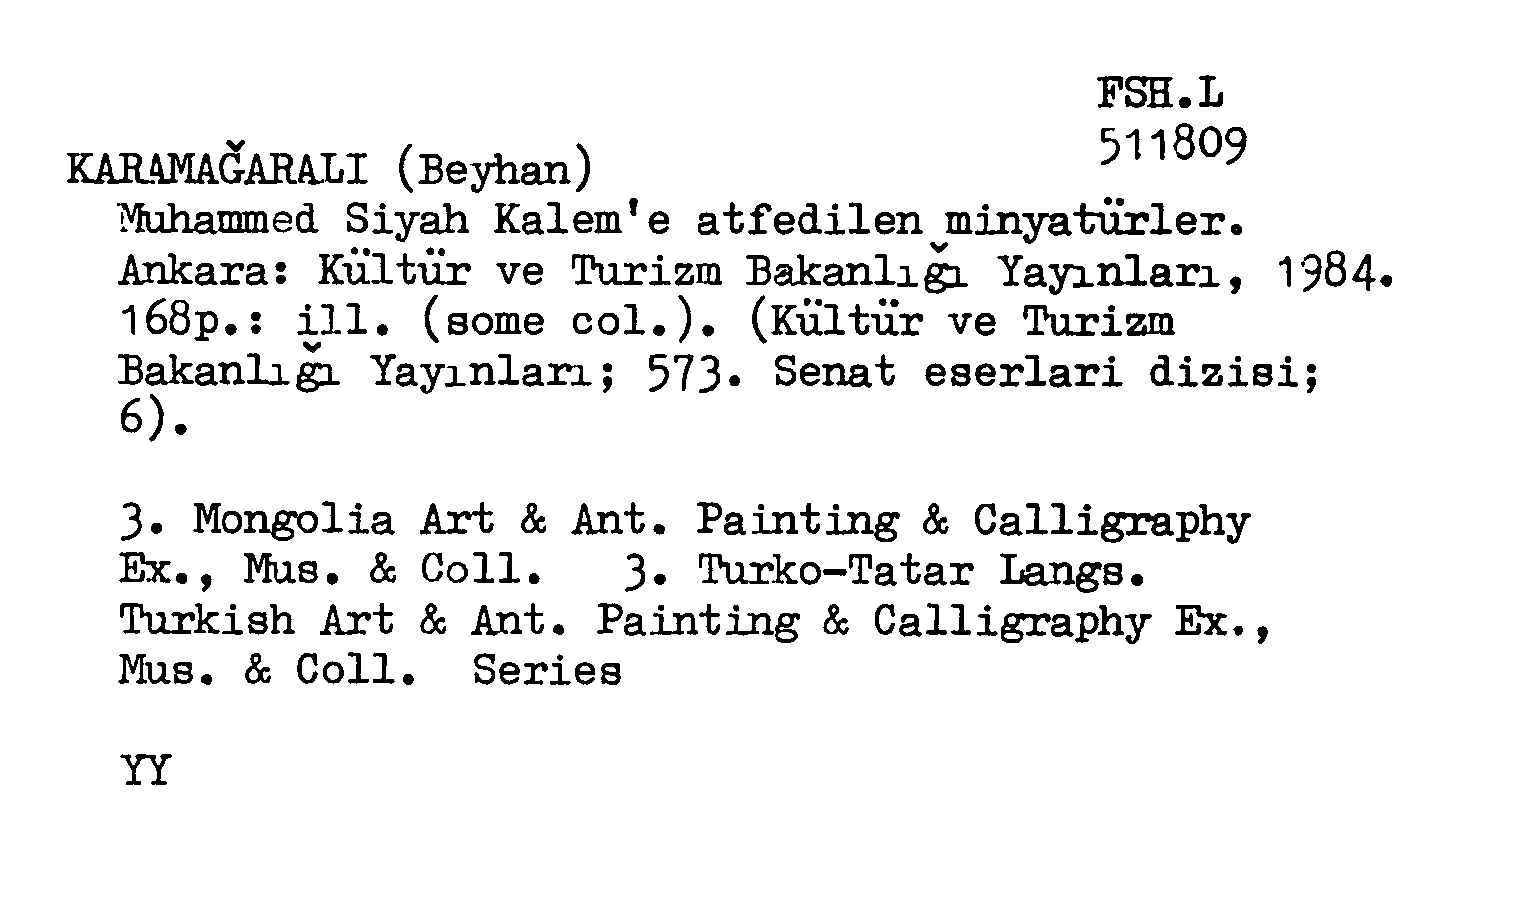 FSH.L
511809
KARAMAĞARALI (Beyhan)
Muhammed Siyah Kalem'e atfedilen minyatürler.
Ankara: Kültür ve Turizm Bakanlığı Yayınları, 1984.
168p.: ill. (some col.). (Kültür ve Turizm
Bakanlığı Yayınları; 573. Senat eserlari dizisi;
6).
3. Mongolia Art & Ant. Painting & Calligraphy
Ex., Mus. & Coll. 3. Turko-Tatar Langs.
Turkish Art & Ant. Painting & Calligraphy Ex.,
Mus. & Coll. Series
YY